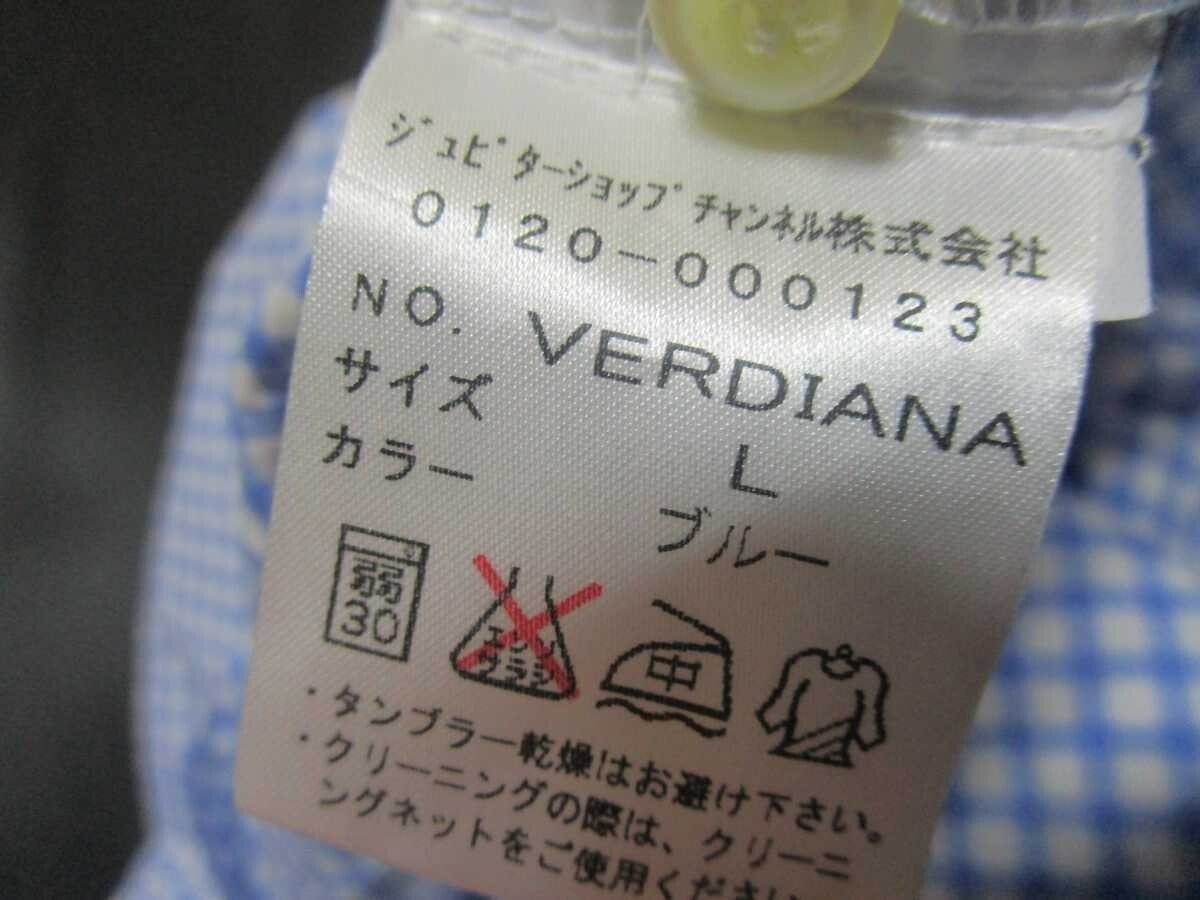 ジュピターショップチャンネル株式会社
0120-000123
NO. VERDIANA
サイズ L
カラー ブルー
弱
30
エンソ
サラシ
中
・タンブラー乾燥はお避け下さい。
・クリーニングの際は、クリーニ
ングネットをご使用ください